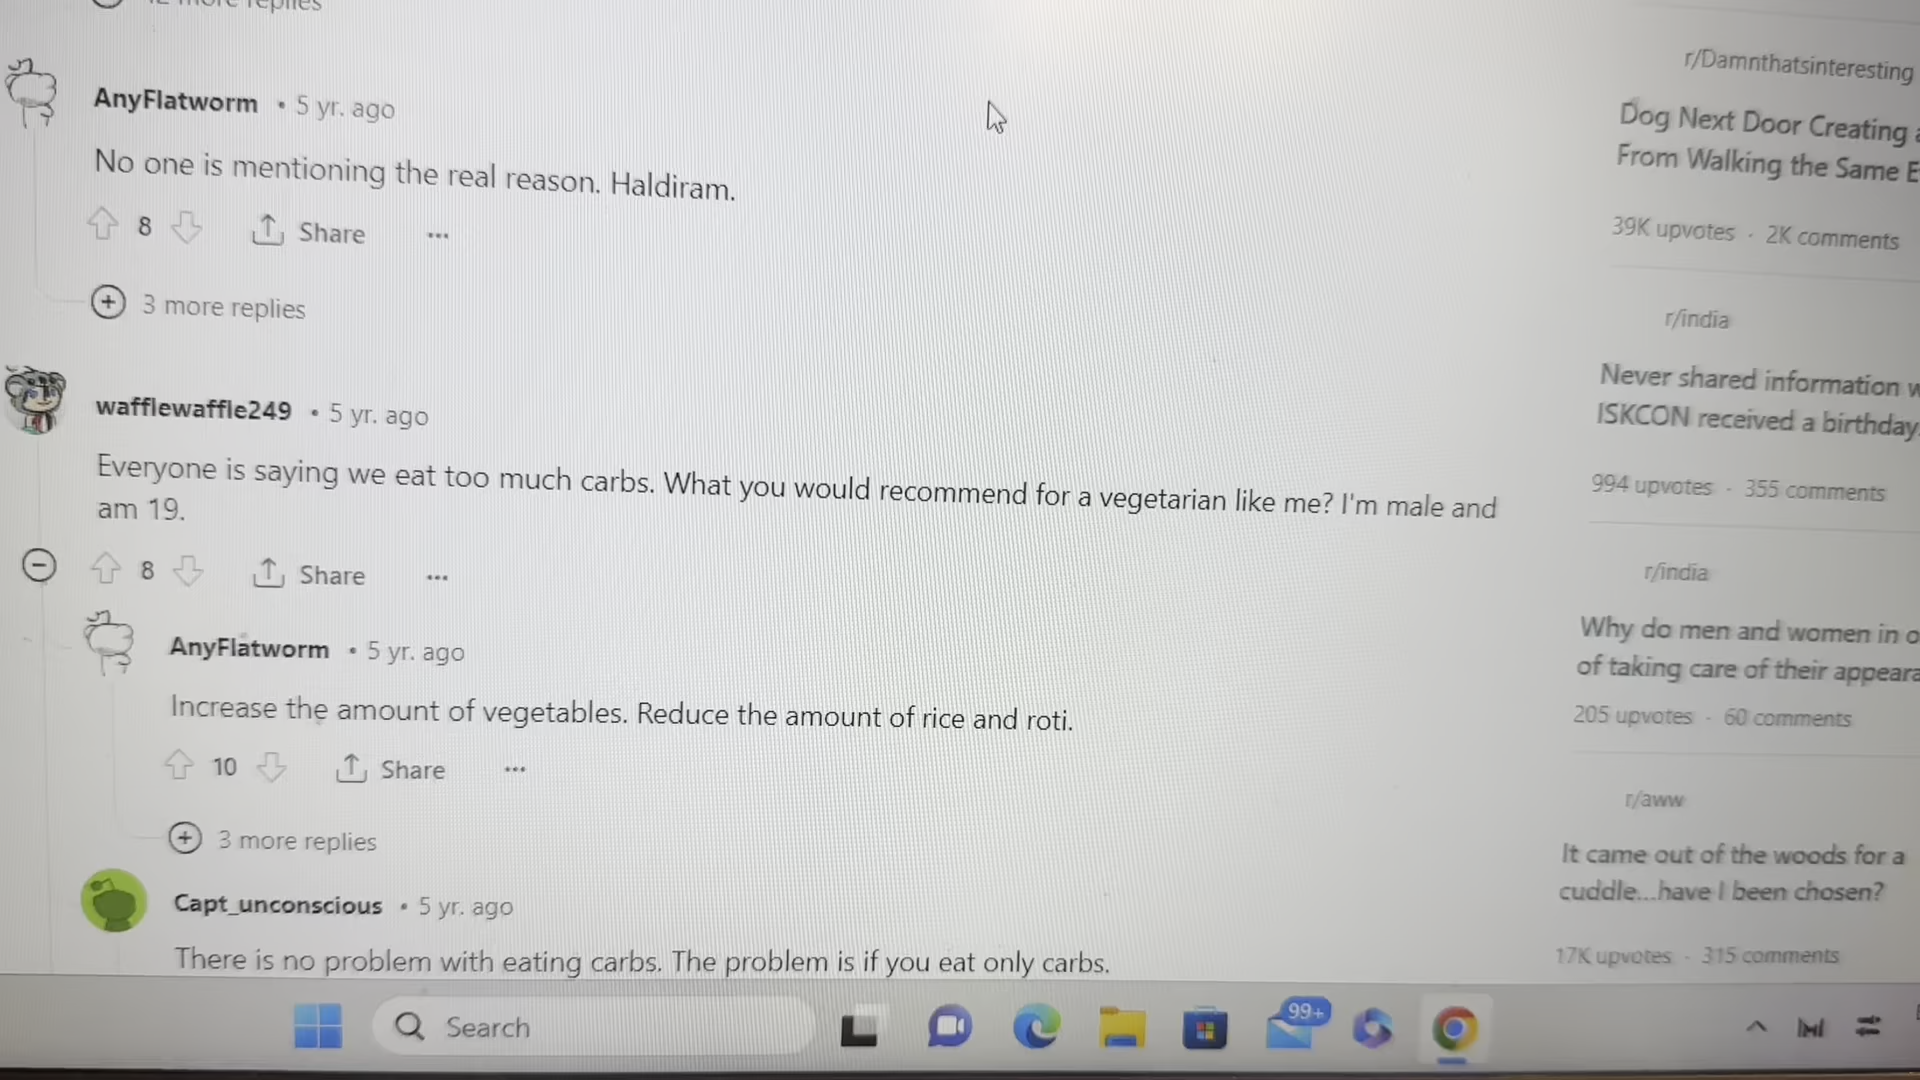 AnyFlatworm • 5 yr. ago
No one is mentioning the real reason. Haldiram.
8 Share ...
3 more replies
wafflewaffle249 • 5 yr. ago
Everyone is saying we eat too much carbs. What you would recommend for a vegetarian like me? I'm male and
am 19.
8 Share ...
AnyFlatworm • 5 yr. ago
Increase the amount of vegetables. Reduce the amount of rice and roti.
10 Share ...
3 more replies
Capt_unconscious • 5 yr. ago
There is no problem with eating carbs. The problem is if you eat only carbs.
r/Damnthatsinteresting
Dog Next Door Creating
From Walking the Same
39K upvotes · 2K comments
r/india
Never shared information
ISKCON received a birthday
994 upvotes · 355 comments
r/india
Why do men and women in
of taking care of their
205 upvotes · 60 comments
r/aww
It came out of the woods for a
cuddle...have I been chosen?
17K upvotes · 315 comments
Search
99+